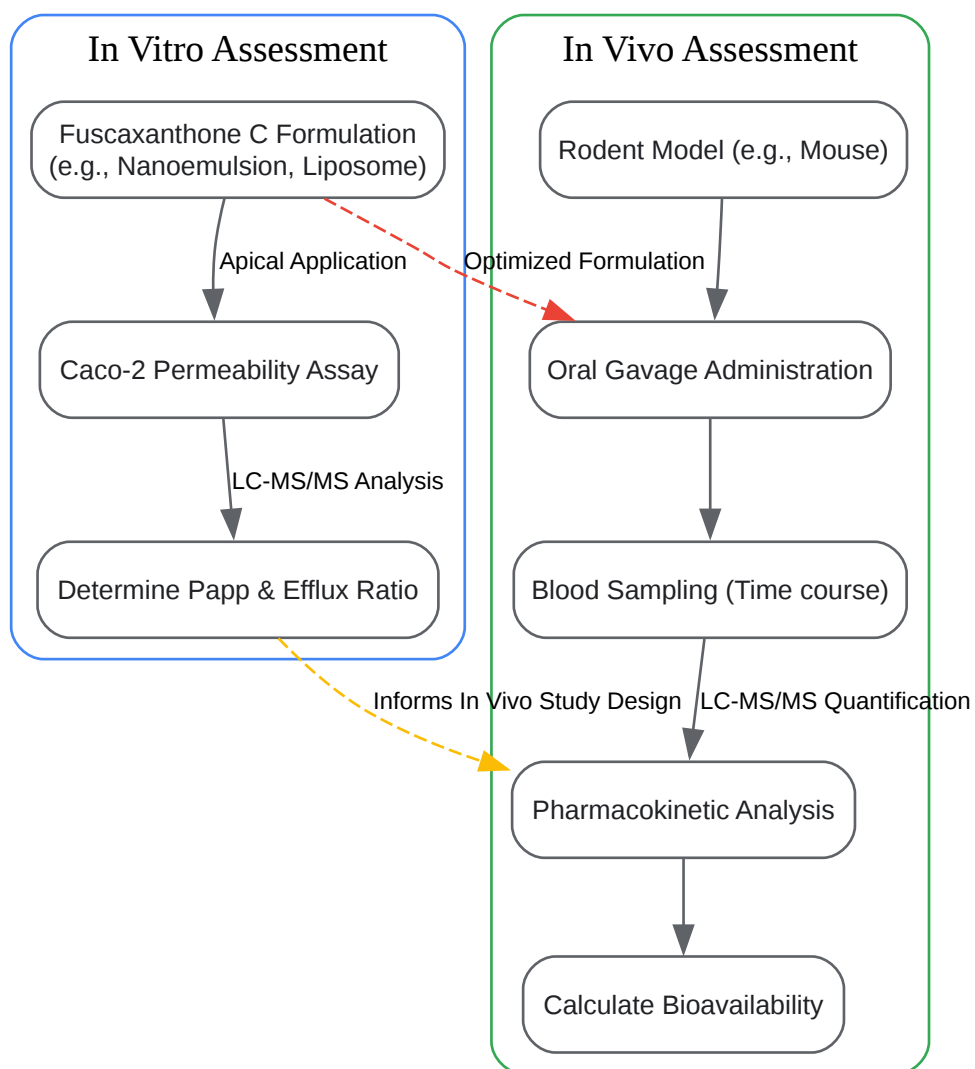 In Vitro Assessment
Fuscaxanthone C Formulation
(e.g., Nanoemulsion, Liposome)
Apical Application
Caco-2 Permeability Assay
LC-MS/MS Analysis
Determine Papp & Efflux Ratio
In Vivo Assessment
Rodent Model (e.g., Mouse)
Optimized Formulation
Oral Gavage Administration
Blood Sampling (Time course)
Informs In Vivo Study Design
LC-MS/MS Quantification
Pharmacokinetic Analysis
Calculate Bioavailability